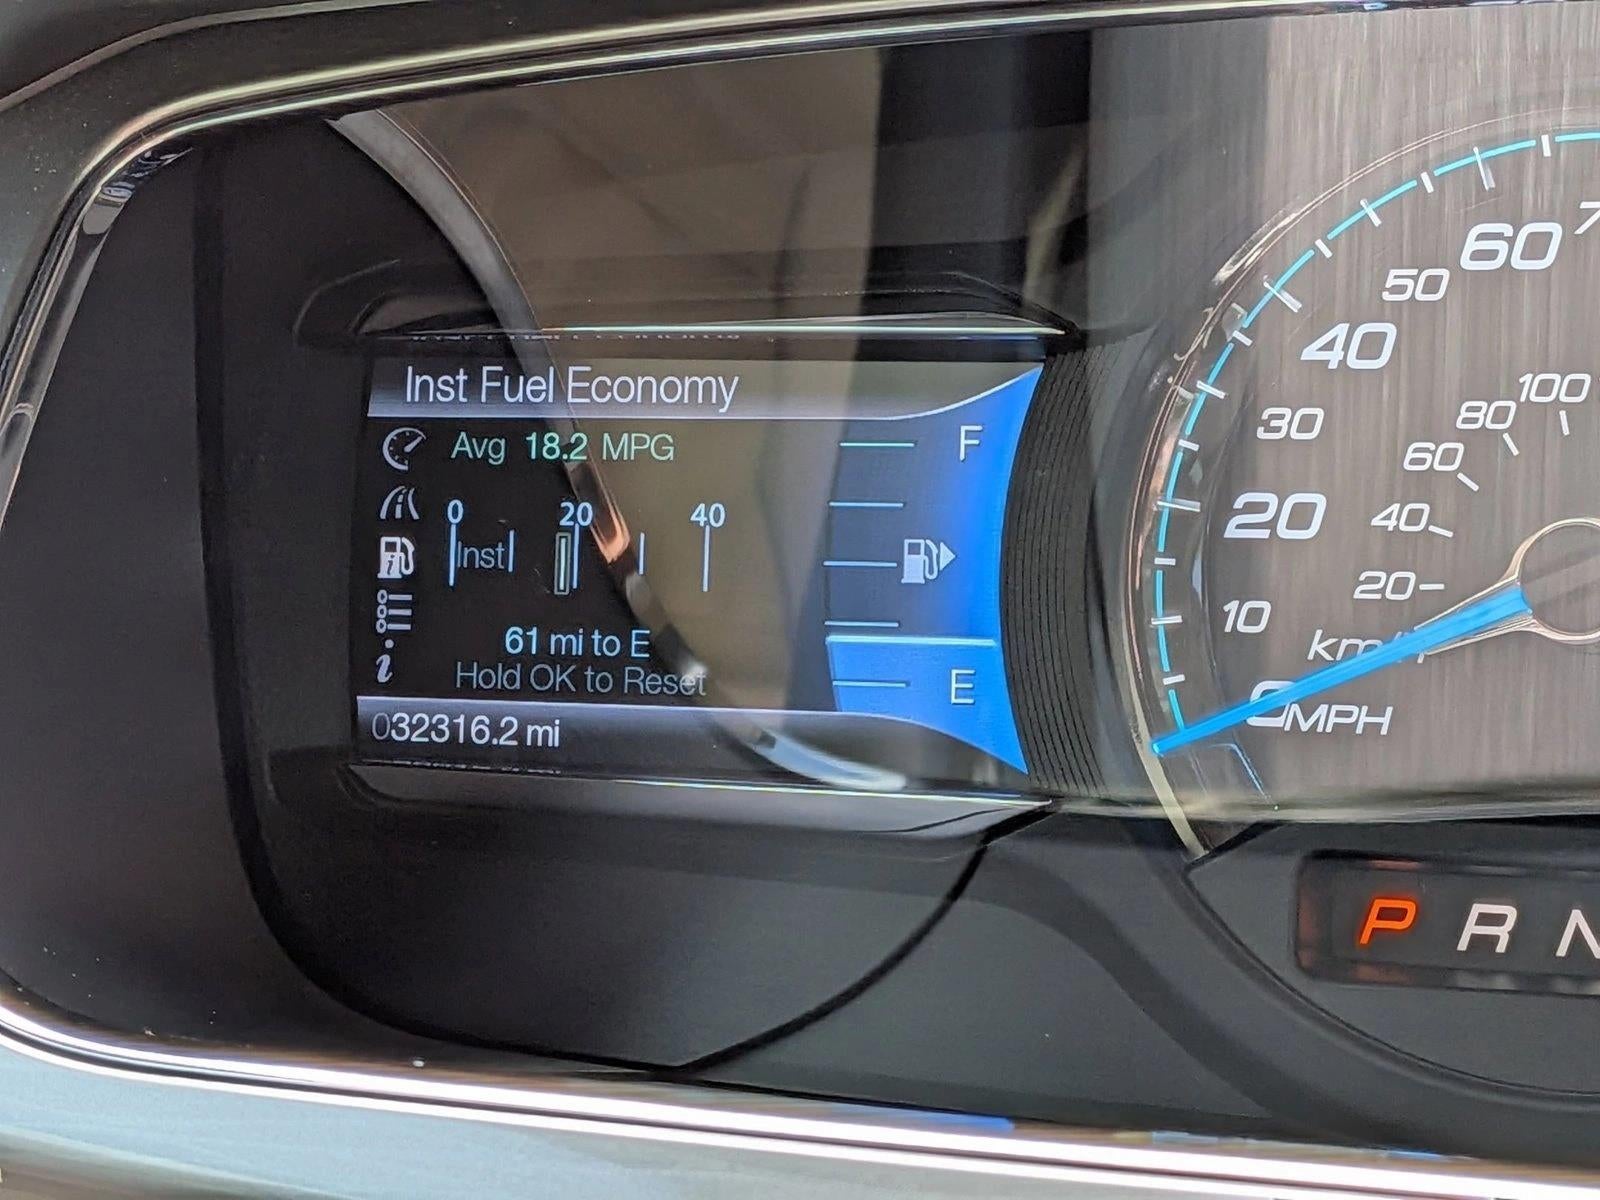 Inst Fuel Economy
Avg 18.2 MPG
0 20 40
Inst
61 mi to E
Hold OK to Reset
032316.2 mi
F
E
0 10 20 30 40 50 60
MPH
20 40 60 80 100
P R N